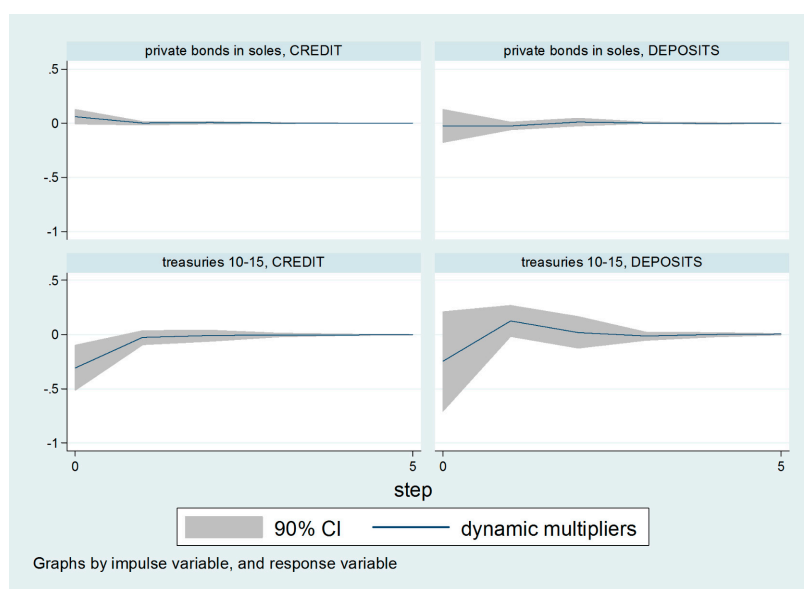 private bonds in soles, CREDIT
private bonds in soles, DEPOSITS
.5
0
-.5
-1
treasuries 10-15, CREDIT
treasuries 10-15, DEPOSITS
.5
0
-.5
-1
0 5 0 5
step
90% CI dynamic multipliers
Graphs by impulse variable, and response variable